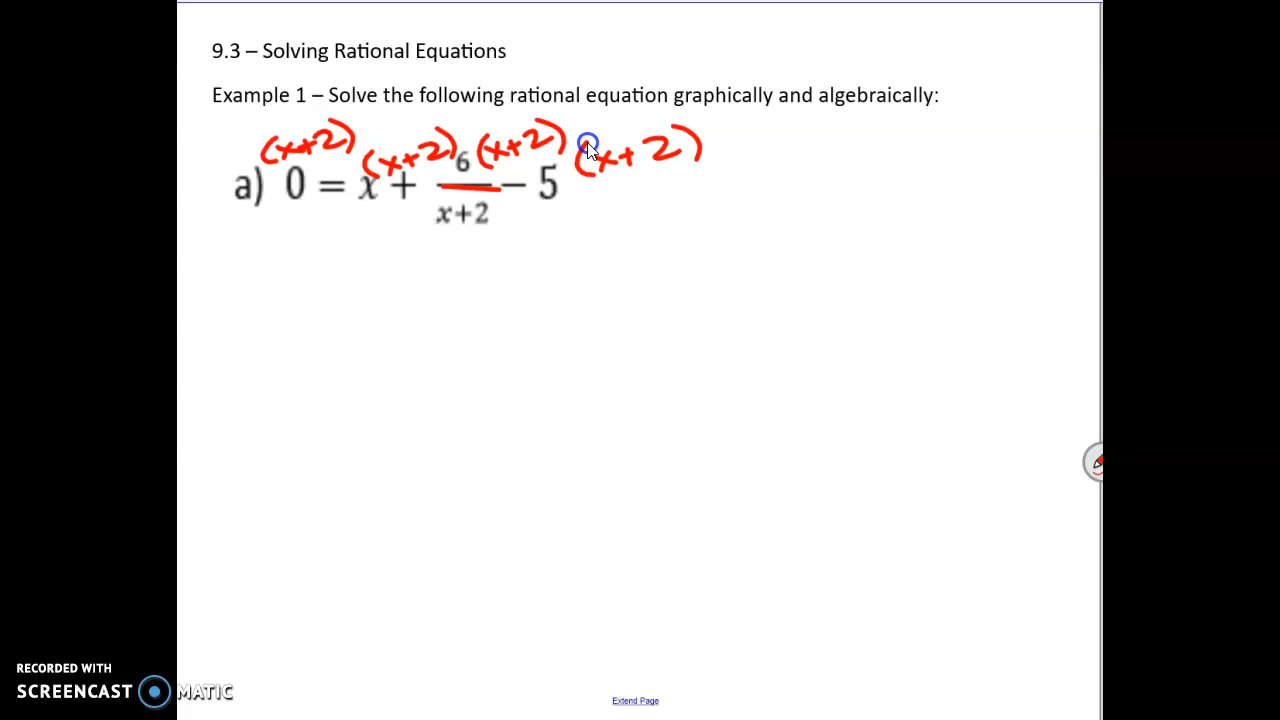 9.3 – Solving Rational Equations
Example 1 – Solve the following rational equation graphically and algebraically:
(x+2) (x+2) (x+2) (x+2)
a) 0 = x + 6/(x+2) − 5
RECORDED WITH
SCREENCAST MATIC
Extend Page